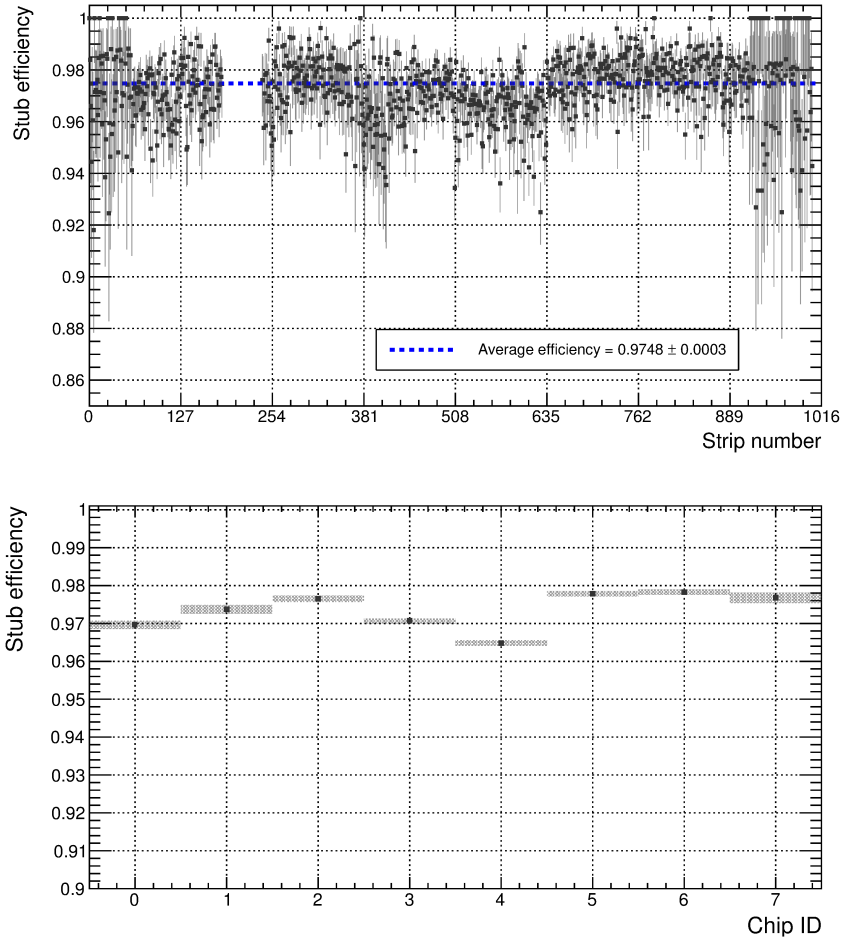 Stub efficiency
1
0.98
0.96
0.94
0.92
0.9
0.88
0.86
Average efficiency = 0.9748 ± 0.0003
0 127 254 381 508 635 762 889 1016
Strip number
Stub efficiency
1
0.99
0.98
0.97
0.96
0.95
0.94
0.93
0.92
0.91
0.9
0 1 2 3 4 5 6 7
Chip ID